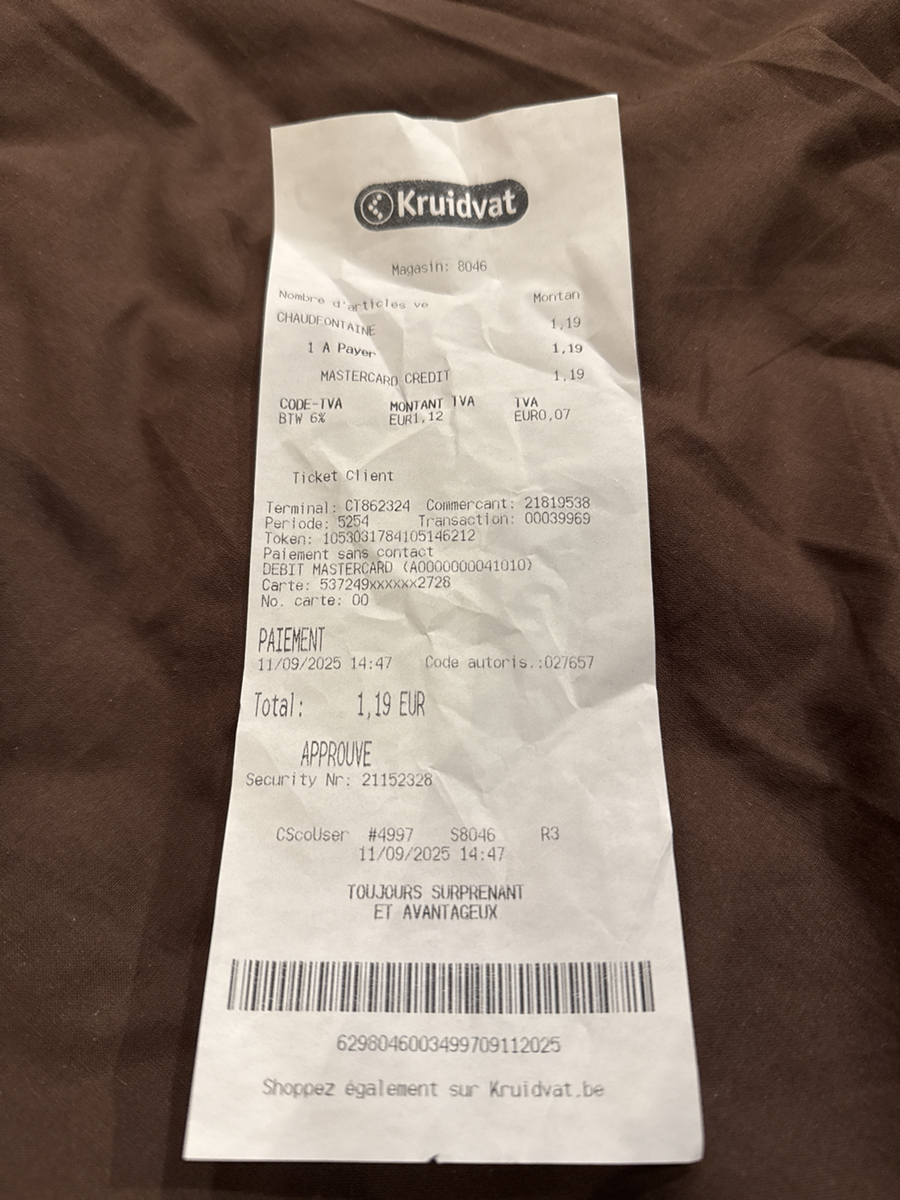 Kruidvat
Magasin: 8046
Nombre d'articles ve Montan
CHAUDFONTAINE 1,19
1 A Payer 1,19
MASTERCARD CREDIT 1,19
CODE-TVA MONTANT TVA TVA
BTW 6% EUR1,12 EUR0,07
Ticket Client
Terminal: CT862324 Commercant: 21819538
Periode: 5254 Transaction: 00039969
Token: 1053031784105146212
Paiement sans contact
DEBIT MASTERCARD (A0000000041010)
Carte: 537249xxxxxx2728
No. carte: 00
PAIEMENT
11/09/2025 14:47 Code autoris.:027657
Total: 1,19 EUR
APPROUVE
Security Nr: 21152328
CScoUser #4997 S8046 R3
11/09/2025 14:47
TOUJOURS SURPRENANT
ET AVANTAGEUX
6298046003499709112025
Shoppez également sur Kruidvat.be